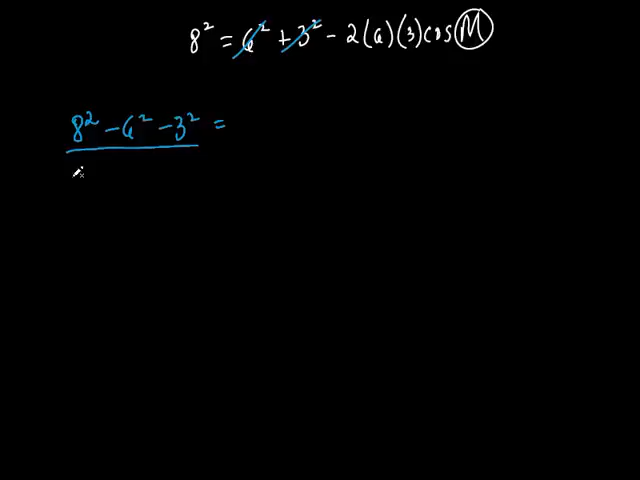 8² = 6² + 3² - 2(6)(3)cos M
8² - 6² - 3² =